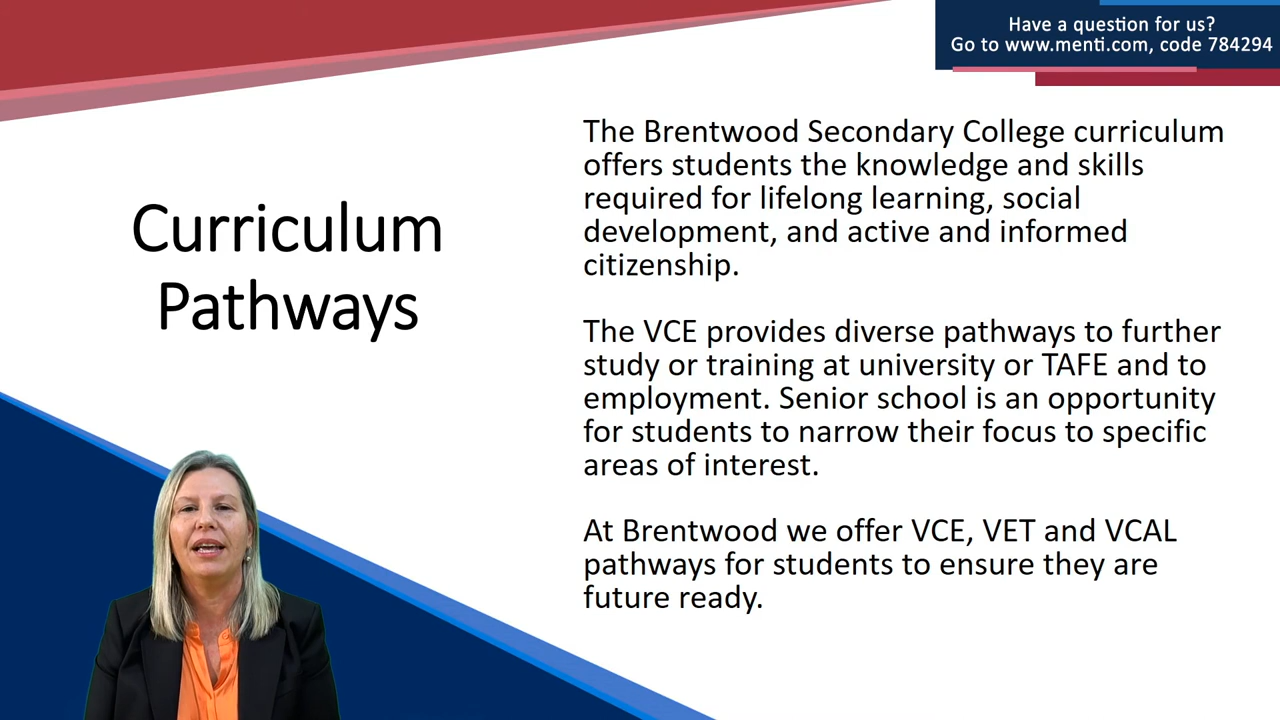 Have a question for us?
Go to www.menti.com, code 784294
Curriculum
Pathways
The Brentwood Secondary College curriculum
offers students the knowledge and skills
required for lifelong learning, social
development, and active and informed
citizenship.
The VCE provides diverse pathways to further
study or training at university or TAFE and to
employment. Senior school is an opportunity
for students to narrow their focus to specific
areas of interest.
At Brentwood we offer VCE, VET and VCAL
pathways for students to ensure they are
future ready.